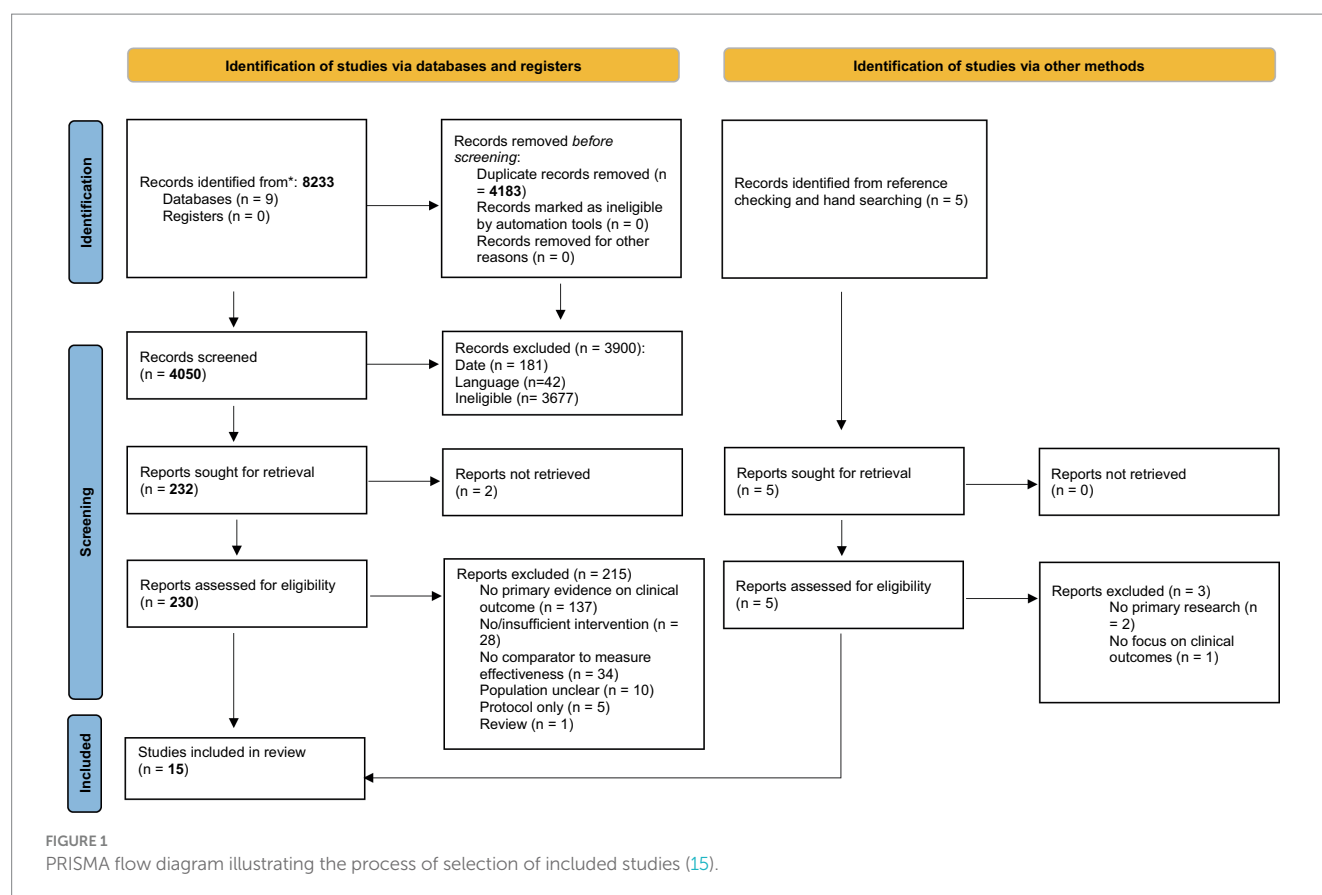 Identification of studies via databases and registers
Identification of studies via other methods
Identification
Records identified from*: 8233
Databases (n = 9)
Registers (n = 0)
Records removed before
screening:
Duplicate records removed (n
= 4183)
Records marked as ineligible
by automation tools (n = 0)
Records removed for other
reasons (n = 0)
Records identified from reference
checking and hand searching (n = 5)
Screening
Records screened
(n = 4050)
Records excluded (n = 3900):
Date (n = 181)
Language (n=42)
Ineligible (n= 3677)
Reports sought for retrieval
(n = 232)
Reports not retrieved
(n = 2)
Reports sought for retrieval
(n = 5)
Reports not retrieved
(n = 0)
Reports assessed for eligibility
(n = 230)
Reports excluded (n = 215)
No primary evidence on clinical
outcome (n = 137)
No/insufficient intervention (n =
28)
No comparator to measure
effectiveness (n = 34)
Population unclear (n = 10)
Protocol only (n = 5)
Review (n = 1)
Reports assessed for eligibility
(n = 5)
Reports excluded (n = 3)
No primary research (n
= 2)
No focus on clinical
outcomes (n = 1)
Included
Studies included in review
(n = 15)
FIGURE 1
PRISMA flow diagram illustrating the process of selection of included studies (15).